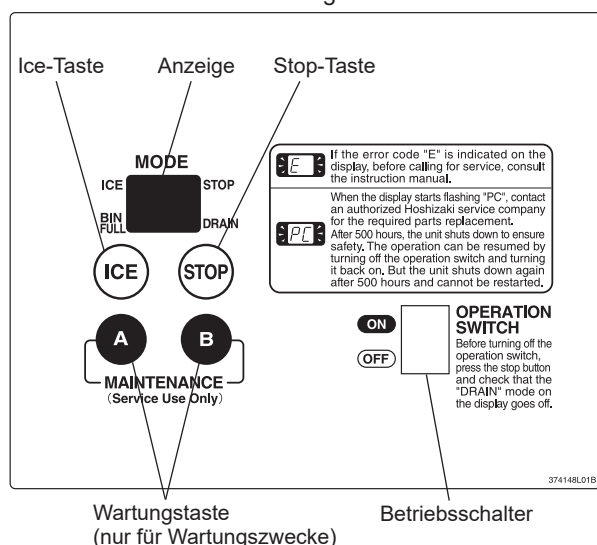 Ice-Taste Anzeige Stop-Taste
MODE
ICE STOP
BIN
FULL DRAIN
ICE STOP
A B
MAINTENANCE
(Service Use Only)
E
If the error code "E" is indicated on the
display, before calling for service, consult
the instruction manual.
PC
When the display starts flashing "PC", contact
an authorized Hoshizaki service company
for the required parts replacement.
After 500 hours, the unit shuts down to ensure
safety. The operation can be resumed by
turning off the operation switch and turning
it back on. But the unit shuts down again
after 500 hours and cannot be restarted.
ON
OFF
OPERATION
SWITCH
Before turning off the
operation switch,
press the stop button
and check that the
"DRAIN" mode on
the display goes off.
374148L01B
Wartungstaste
(nur für Wartungszwecke)
Betriebsschalter